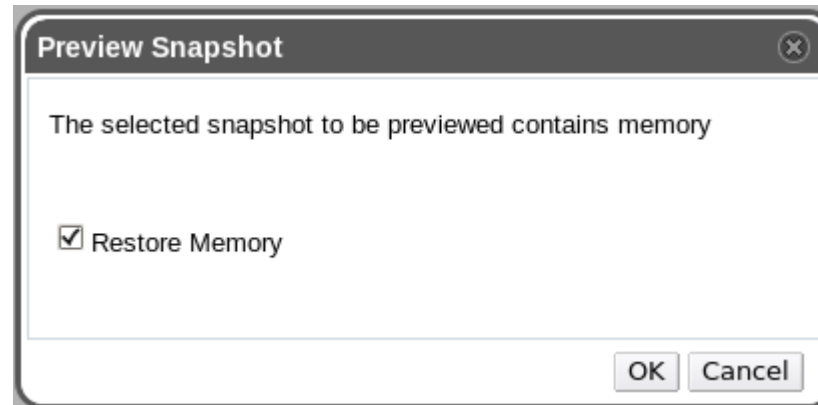 Preview Snapshot
The selected snapshot to be previewed contains memory
Restore Memory
OK Cancel